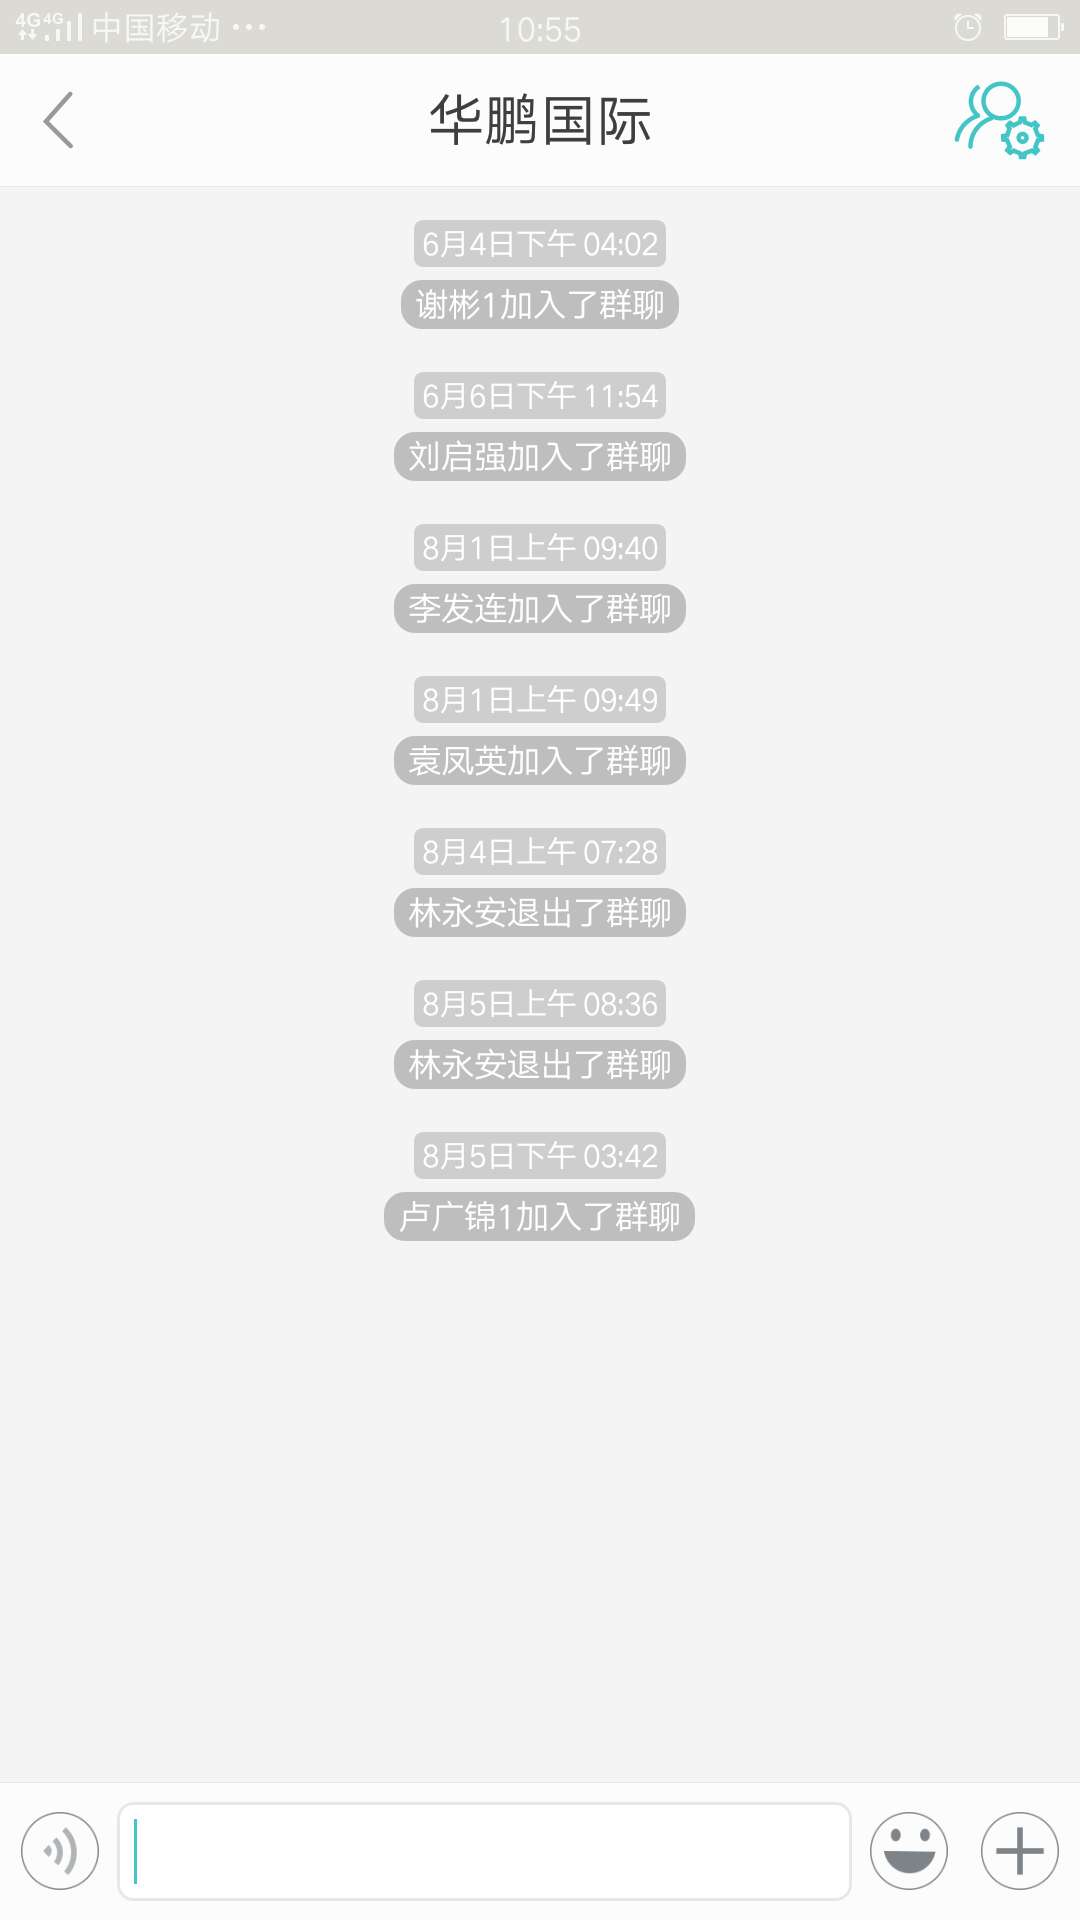 4G 4G 中国移动 ··· 10:55
华鹏国际
6月4日下午 04:02
谢彬1加入了群聊
6月6日下午 11:54
刘启强加入了群聊
8月1日上午 09:40
李发连加入了群聊
8月1日上午 09:49
袁凤英加入了群聊
8月4日上午 07:28
林永安退出了群聊
8月5日上午 08:36
林永安退出了群聊
8月5日下午 03:42
卢广锦1加入了群聊